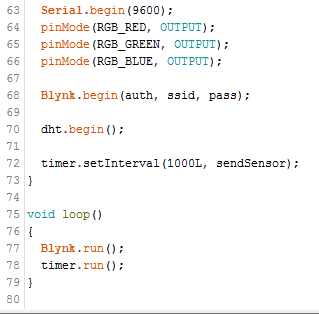 63 Serial.begin(9600);
64 pinMode(RGB_RED, OUTPUT);
65 pinMode(RGB_GREEN, OUTPUT);
66 pinMode(RGB_BLUE, OUTPUT);
67
68 Blynk.begin(auth, ssid, pass);
69
70 dht.begin();
71
72 timer.setInterval(1000L, sendSensor);
73 }
74
75 void loop()
76 {
77 Blynk.run();
78 timer.run();
79 }
80